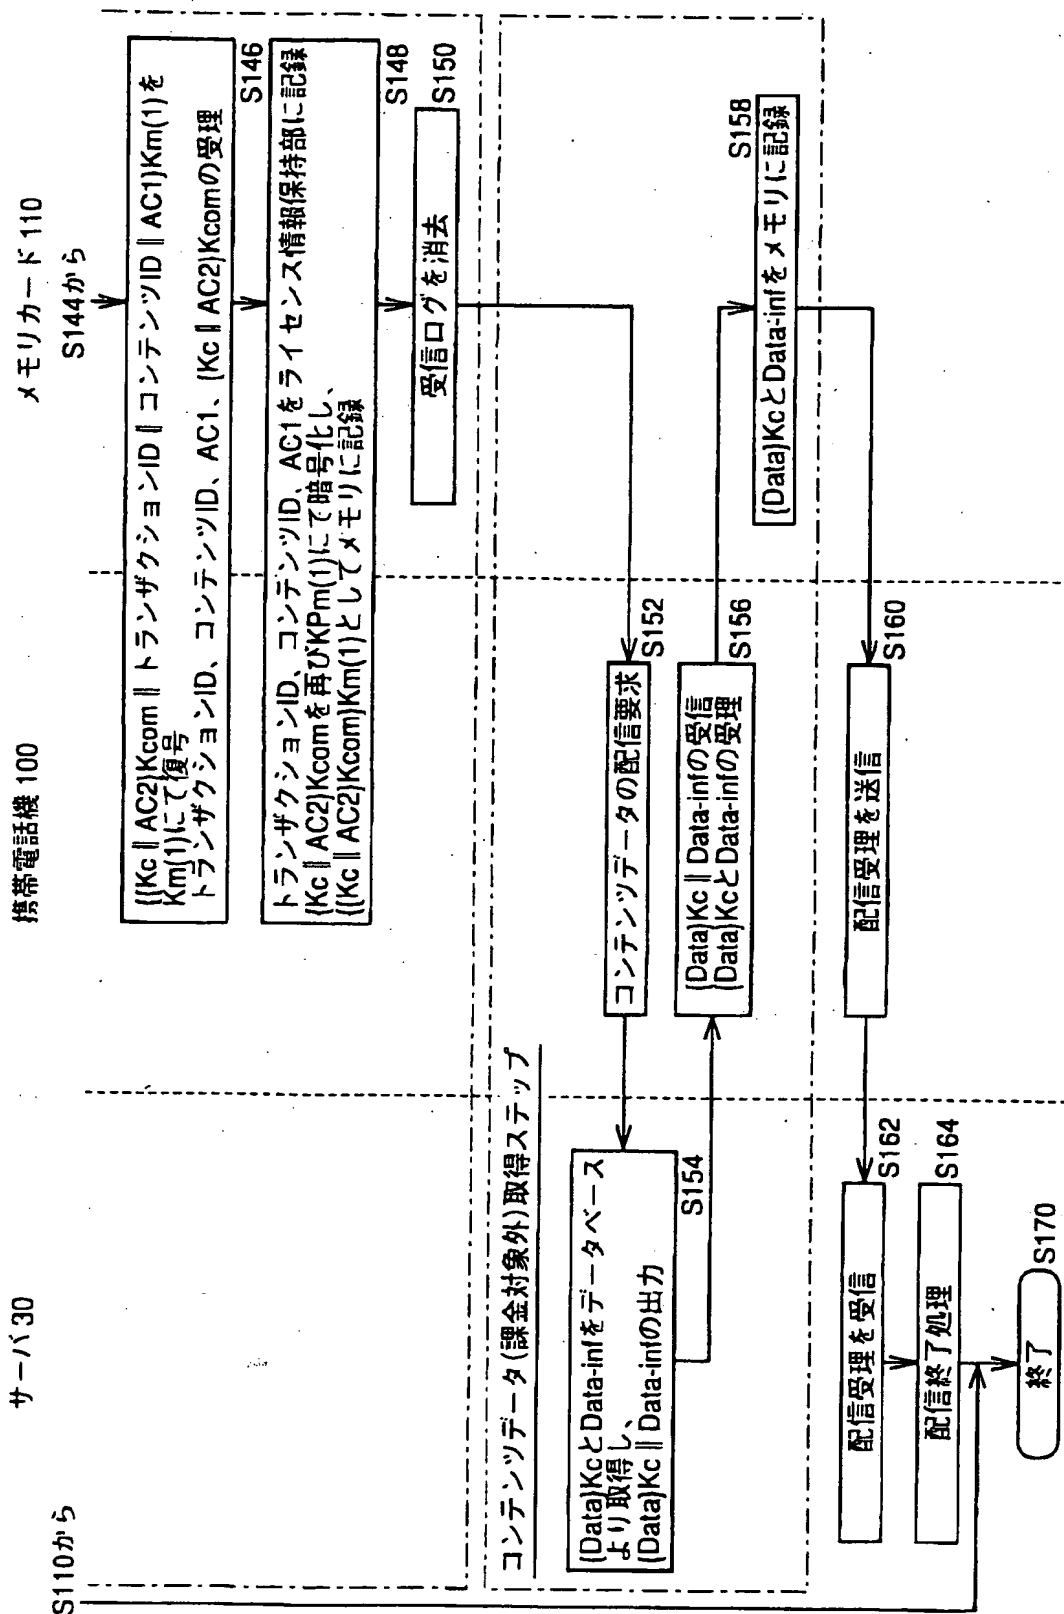 サーバ30
携帯電話機 100
メモリカード 110
S110から
S144から
{{Kc ∥ AC2}Kcom ∥ トランザクションID ∥ コンテンツID ∥ AC1}Km(1)を
Km(1)にて復号
トランザクションID、コンテンツID、AC1、{Kc ∥ AC2}Kcomの受理
S146
トランザクションID、コンテンツID、AC1をライセンス情報保持部に記録
{Kc ∥ AC2}Kcomを再びKPm(1)にて暗号化し、
{{Kc ∥ AC2}Kcom}Km(1)としてメモリに記録
S148
受信ログを消去
S150
コンテンツデータ(課金対象外)取得ステップ
コンテンツデータの配信要求
S152
{Data}KcとData-infをデータベース
より取得し、
{Data}Kc ∥ Data-infの出力
S154
{Data}Kc ∥ Data-infの受信
{Data}KcとData-infの受理
S156
{Data}KcとData-infをメモリに記録
S158
配信受理を送信
S160
配信受理を受信
S162
配信終了処理
S164
終了
S170